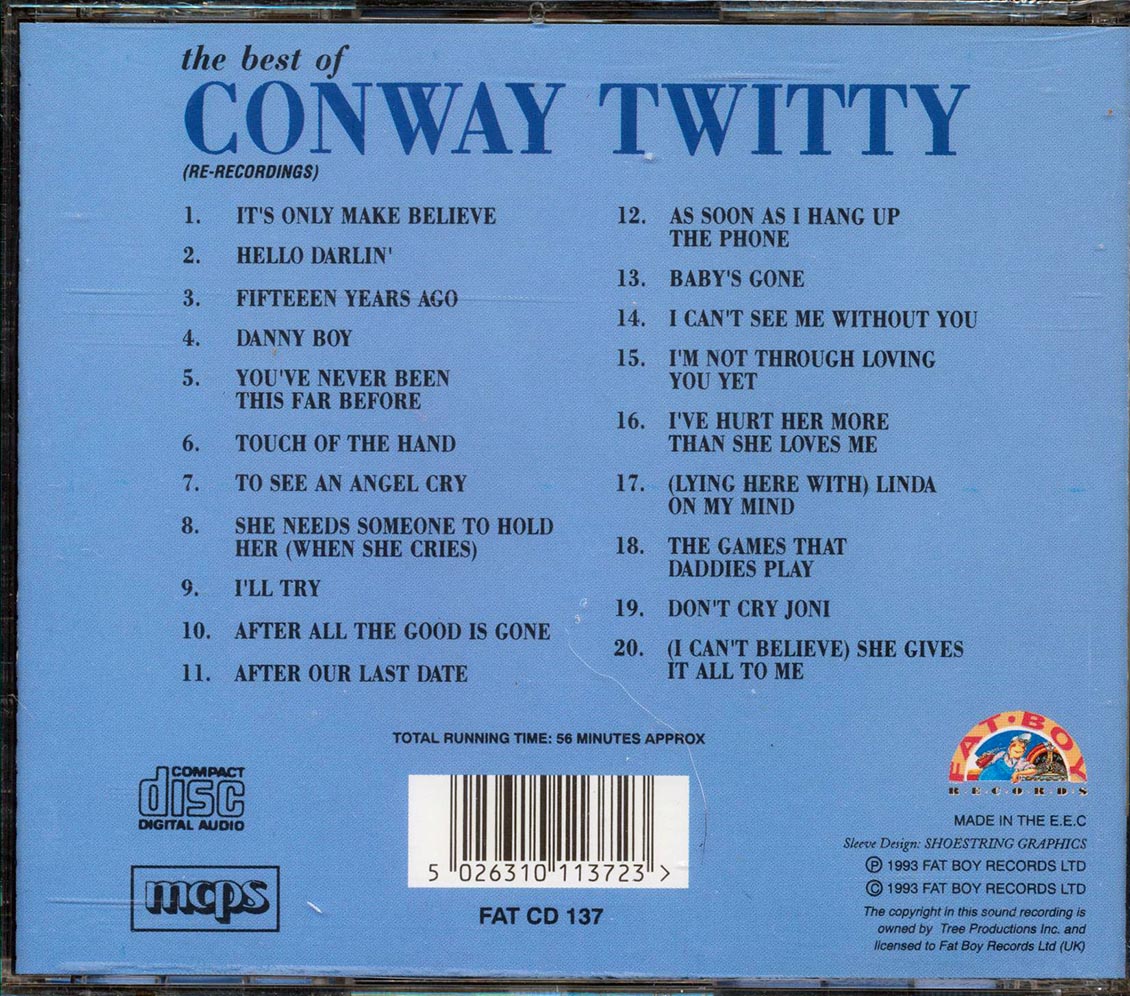 the best of
CONWAY TWITTY
(RE-RECORDINGS)
1. IT'S ONLY MAKE BELIEVE
2. HELLO DARLIN'
3. FIFTEEEN YEARS AGO
4. DANNY BOY
5. YOU'VE NEVER BEEN
THIS FAR BEFORE
6. TOUCH OF THE HAND
7. TO SEE AN ANGEL CRY
8. SHE NEEDS SOMEONE TO HOLD
HER (WHEN SHE CRIES)
9. I'LL TRY
10. AFTER ALL THE GOOD IS GONE
11. AFTER OUR LAST DATE
12. AS SOON AS I HANG UP
THE PHONE
13. BABY'S GONE
14. I CAN'T SEE ME WITHOUT YOU
15. I'M NOT THROUGH LOVING
YOU YET
16. I'VE HURT HER MORE
THAN SHE LOVES ME
17. (LYING HERE WITH) LINDA
ON MY MIND
18. THE GAMES THAT
DADDIES PLAY
19. DON'T CRY JONI
20. (I CAN'T BELIEVE) SHE GIVES
IT ALL TO ME
TOTAL RUNNING TIME: 56 MINUTES APPROX
COMPACT
disc
DIGITAL AUDIO
mcps
5 026310 113723 >
FAT CD 137
FAT•BOY
R•E•C•O•R•D•S
MADE IN THE E.E.C
Sleeve Design: SHOESTRING GRAPHICS
Ⓟ 1993 FAT BOY RECORDS LTD
© 1993 FAT BOY RECORDS LTD
The copyright in this sound recording is
owned by Tree Productions Inc. and
licensed to Fat Boy Records Ltd (UK)